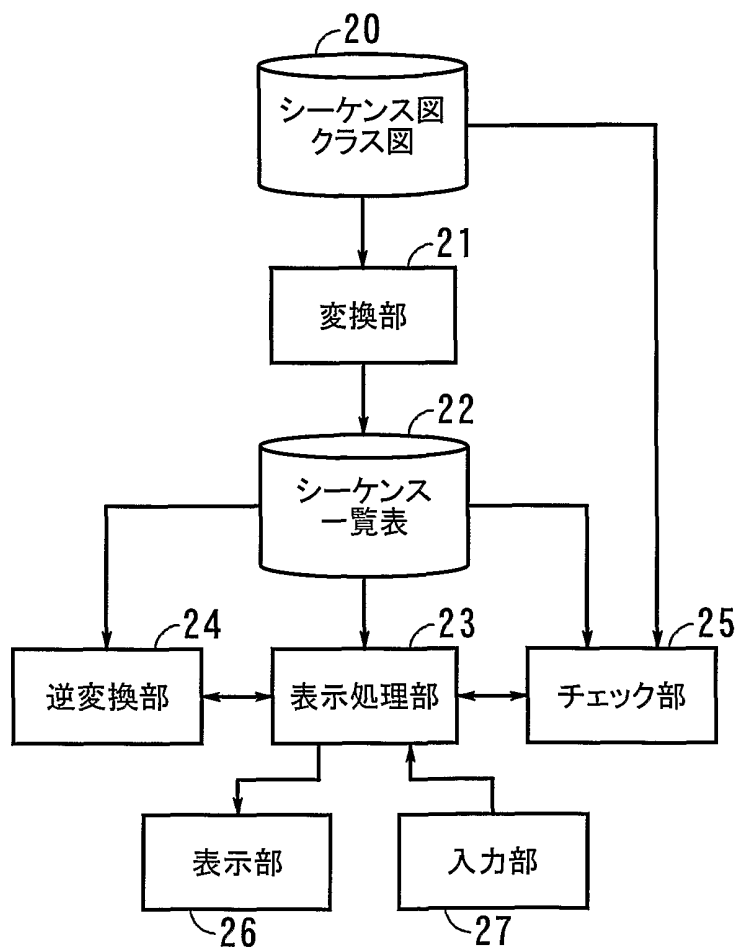 20
シーケンス図
クラス図
21
変換部
22
シーケンス
一覧表
24
23
25
逆変換部
表示処理部
チェック部
表示部
入力部
26
27